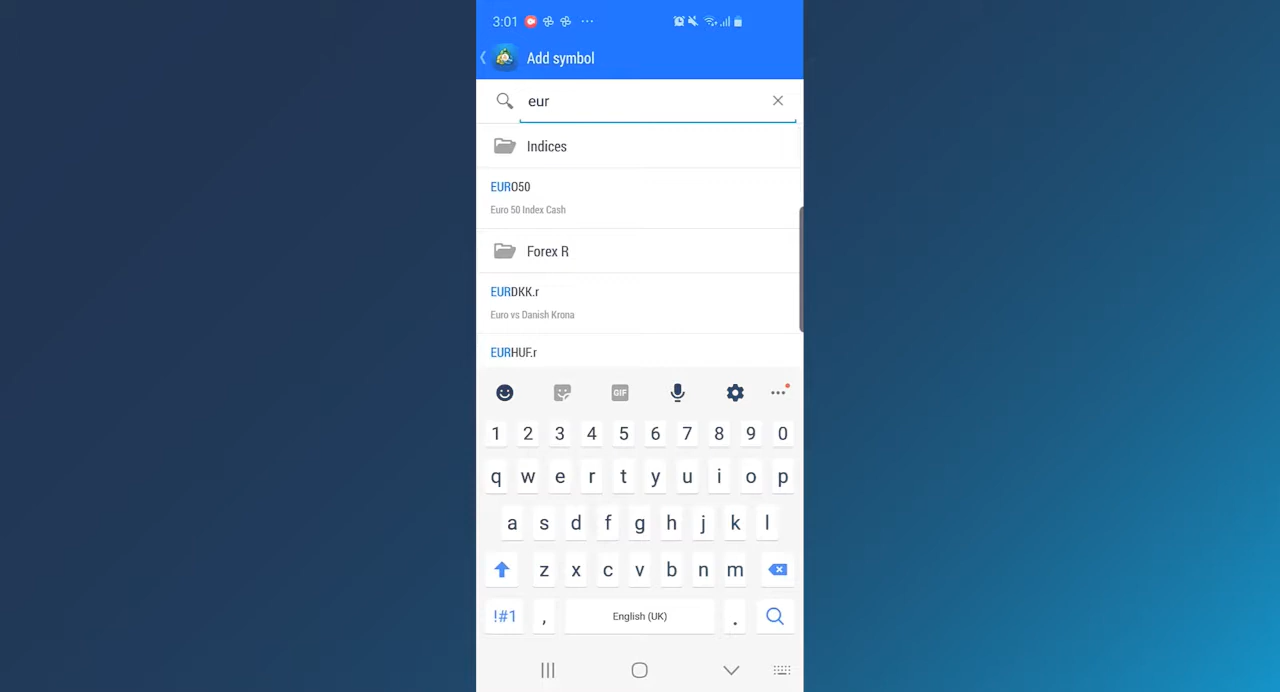 3:01
Add symbol
eur
Indices
EURO50
Euro 50 Index Cash
Forex R
EURDKK.r
Euro vs Danish Krona
EURHUF.r
GIF
1 2 3 4 5 6 7 8 9 0
q w e r t y u i o p
a s d f g h j k l
z x c v b n m
!#1 , English (UK) .